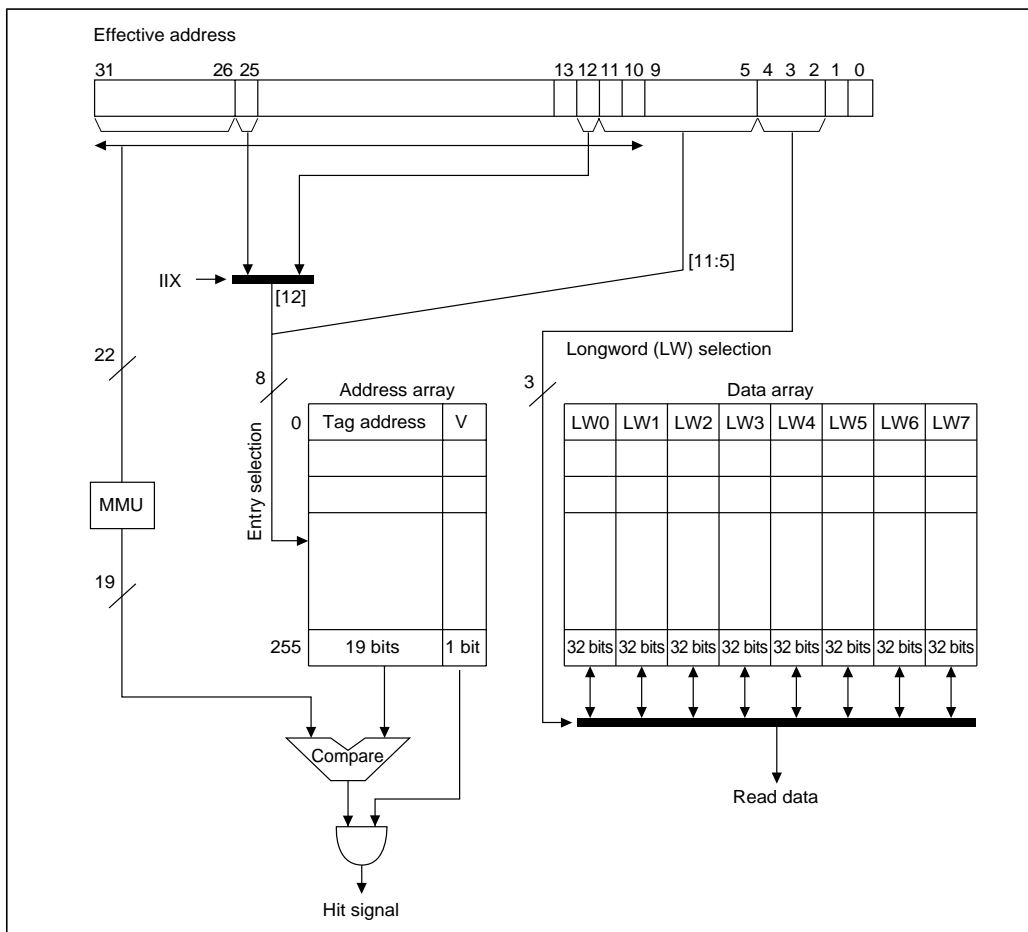 Effective address
31 26 25 13 12 11 10 9 5 4 3 2 1 0
IIX
[12]
[11:5]
Longword (LW) selection
22
8
3
Entry selection
MMU
19
Address array
0 Tag address V
255 19 bits 1 bit
Data array
LW0 LW1 LW2 LW3 LW4 LW5 LW6 LW7
32 bits 32 bits 32 bits 32 bits 32 bits 32 bits 32 bits 32 bits
Compare
Read data
Hit signal